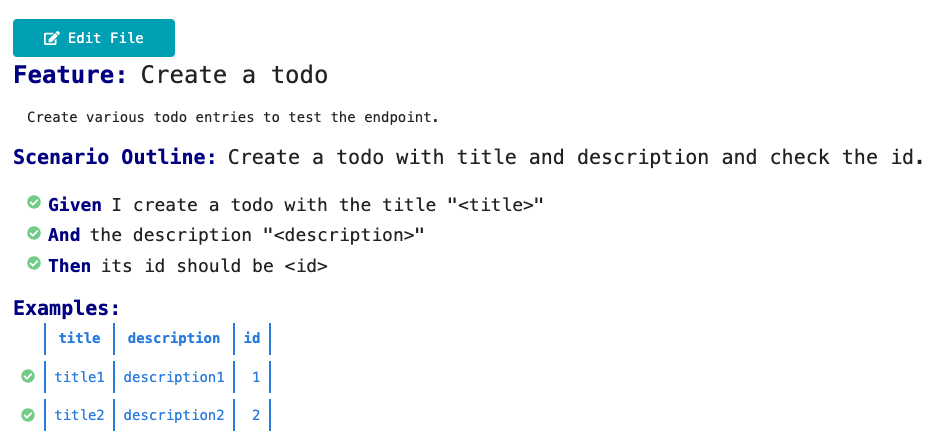 Edit File
Feature: Create a todo
Create various todo entries to test the endpoint.
Scenario Outline: Create a todo with title and description and check the id.
Given I create a todo with the title "<title>"
And the description "<description>"
Then its id should be <id>
Examples:
title description id
title1 description1 1
title2 description2 2